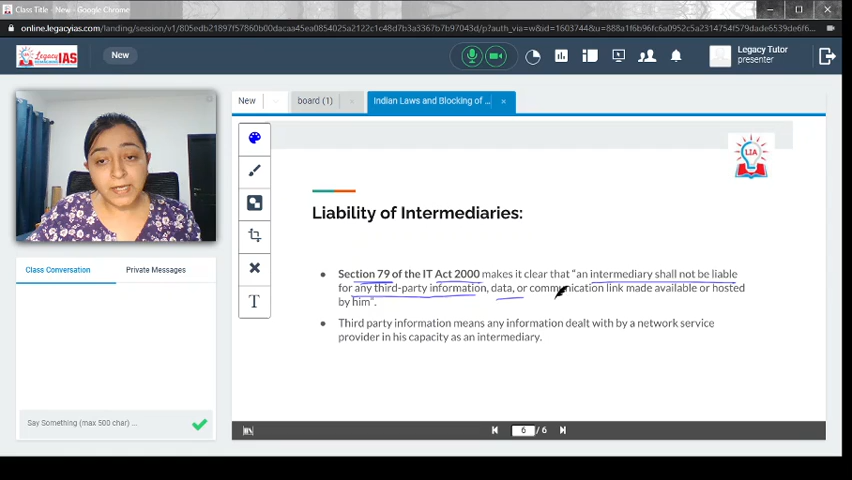 Class Title - New - Google Chrome
online.legacyias.com/landing/session/v1/805edb21897f57860b00dacaa45ea0854025a2122c1c48d7b3a3367b7b97043d/p?auth_via=w&id=1603744&u=888a1f6b96fc6a0952c5a2314754f5d779dade6539de6f6...
Legacy IAS
New
Legacy Tutor
presenter
New
board (1)
Indian Laws and Blocking of ...
LIA
Liability of Intermediaries:
Section 79 of the IT Act 2000 makes it clear that “an intermediary shall not be liable
for any third-party information, data, or communication link made available or hosted
by him”.
Third party information means any information dealt with by a network service
provider in his capacity as an intermediary.
Class Conversation
Private Messages
Say Something (max 500 char) ...
6 / 6